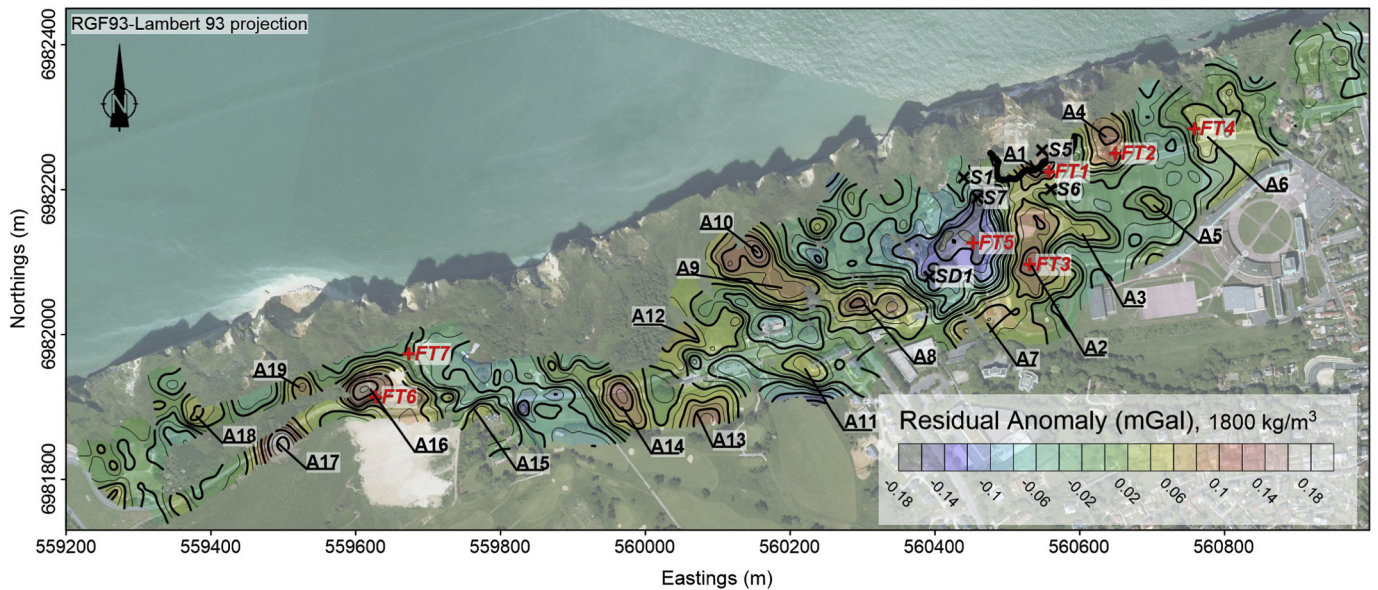 RGF93-Lambert 93 projection
N
6982400
6982200
6982000
6981800
Northings (m)
A4
FT4
A1
S5
FT2
S1
FT1
S6
S7
A6
A10
FT5
A5
A9
SD1
FT3
A3
A12
A8
A7
A2
FT7
A19
FT6
A11
A18
A17
A16
A15
A14
A13
Residual Anomaly (mGal), 1800 kg/m³
-0.18
-0.14
-0.1
-0.06
-0.02
0.02
0.06
0.1
0.14
0.18
559200
559400
559600
559800
560000
560200
560400
560600
560800
Eastings (m)